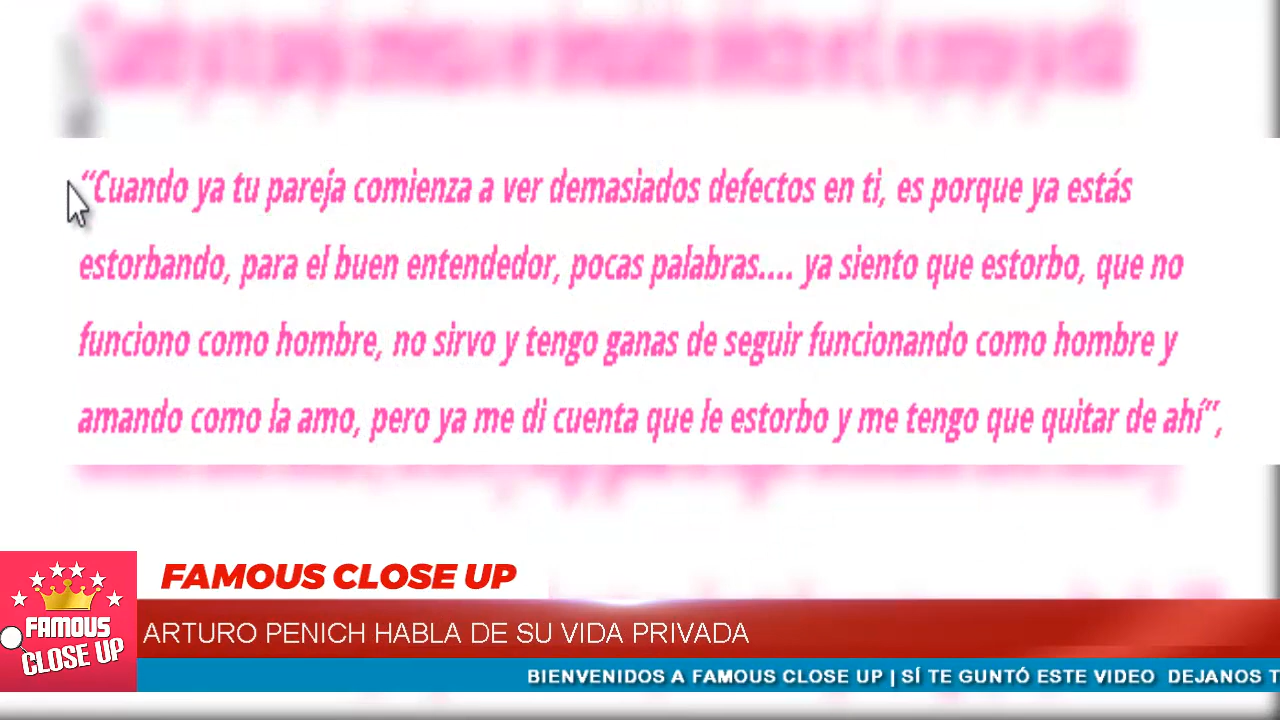 “Cuando ya tu pareja comienza a ver demasiados defectos en ti, es porque ya estás
estorbando, para el buen entendedor, pocas palabras.... ya siento que estorbo, que no
funciono como hombre, no sirvo y tengo ganas de seguir funcionando como hombre y
amando como la amo, pero ya me di cuenta que le estorbo y me tengo que quitar de ahí”,
FAMOUS CLOSE UP
FAMOUS
CLOSE UP
ARTURO PENICH HABLA DE SU VIDA PRIVADA
BIENVENIDOS A FAMOUS CLOSE UP | SÍ TE GUNTÓ ESTE VIDEO DEJANOS T